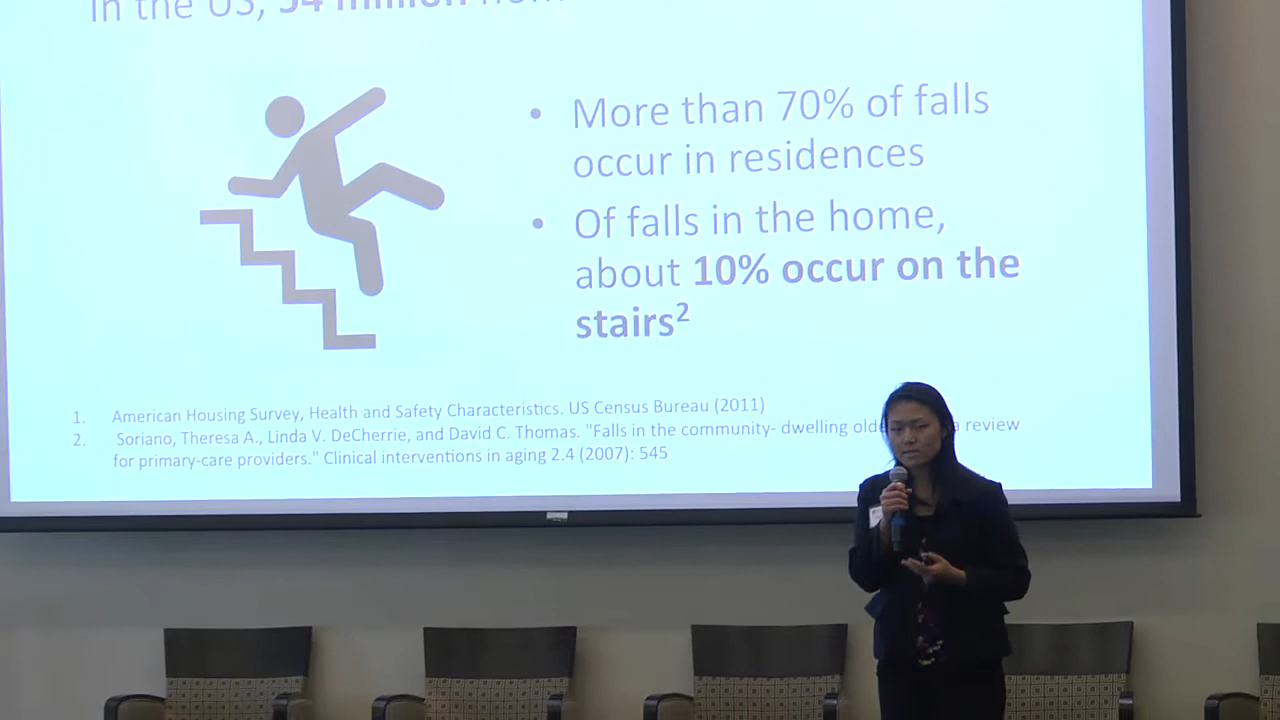 in the US, 54 million
• More than 70% of falls
occur in residences
• Of falls in the home,
about 10% occur on the
stairs²
1. American Housing Survey, Health and Safety Characteristics. US Census Bureau (2011)
2. Soriano, Theresa A., Linda V. DeCherrie, and David C. Thomas. "Falls in the community- dwelling a review
for primary-care providers." Clinical interventions in aging 2.4 (2007): 545